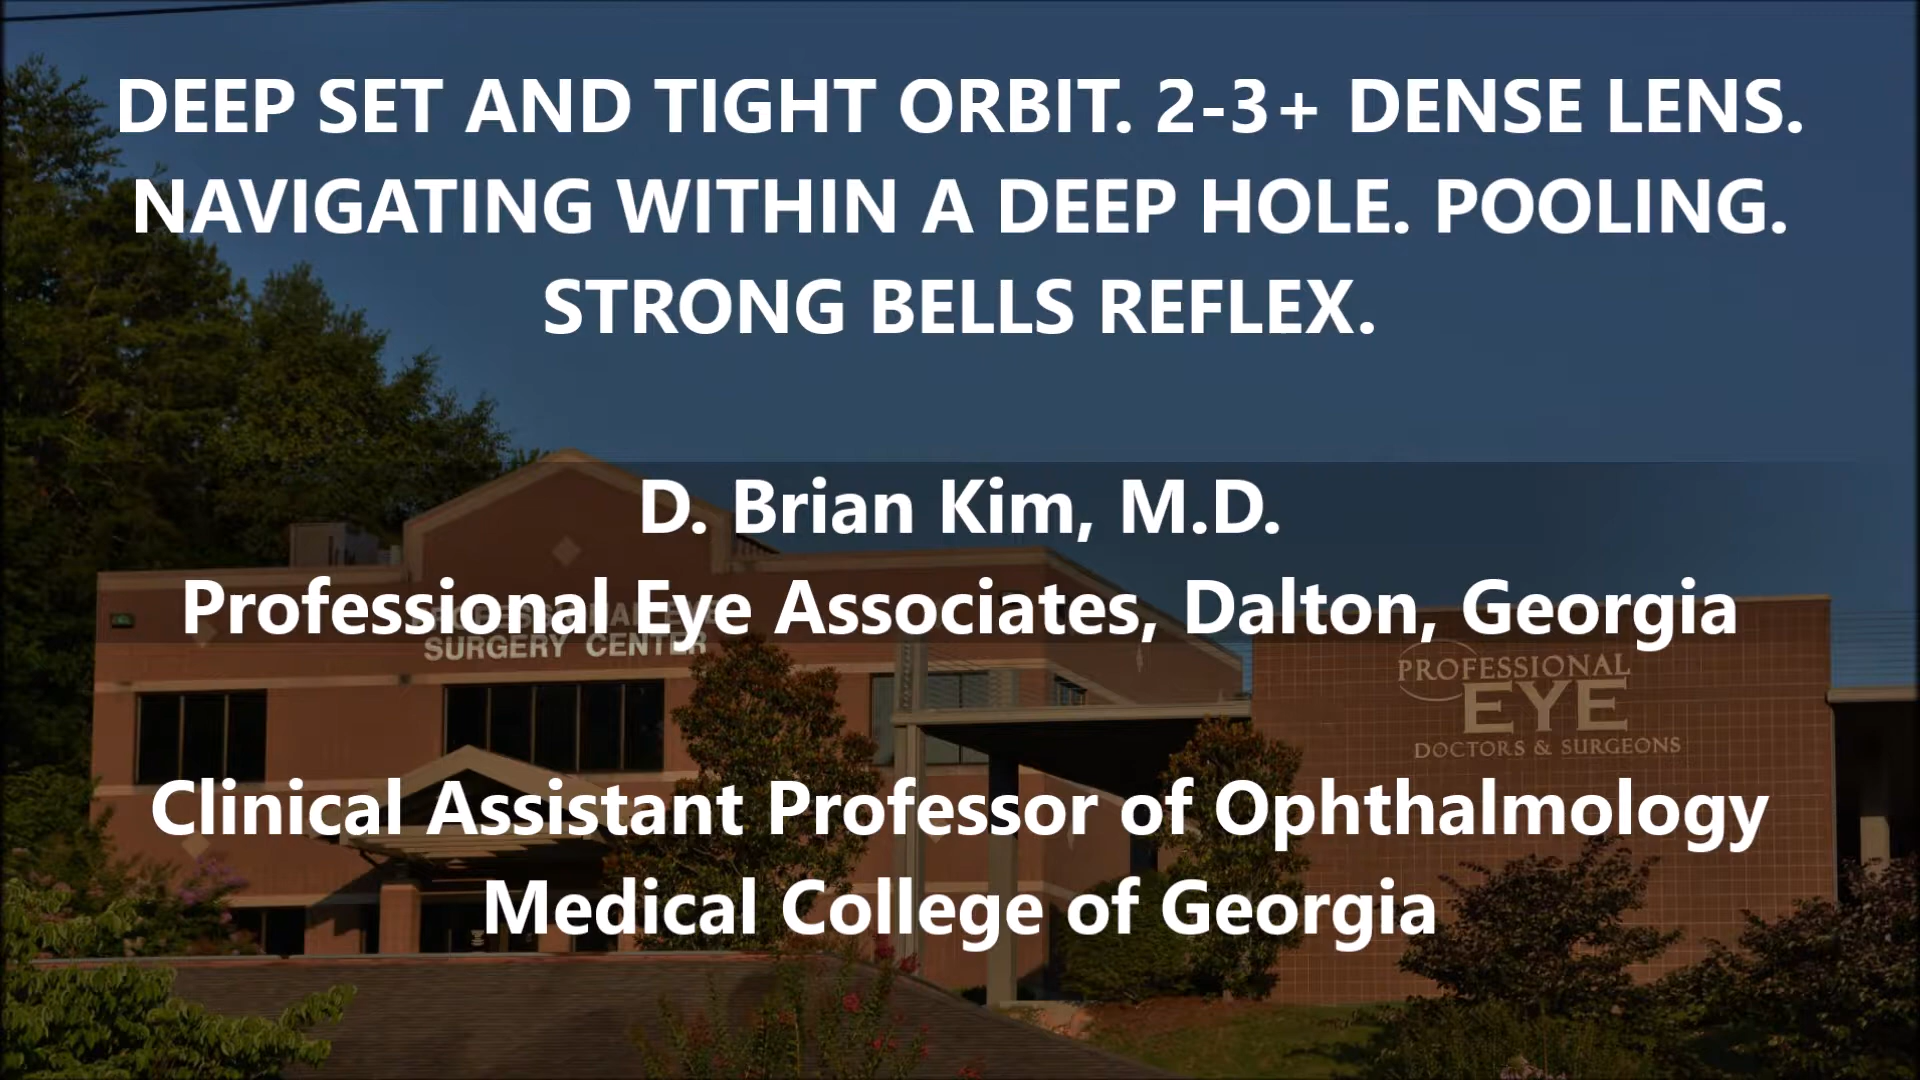 DEEP SET AND TIGHT ORBIT. 2-3+ DENSE LENS.
NAVIGATING WITHIN A DEEP HOLE. POOLING.
STRONG BELLS REFLEX.
D. Brian Kim, M.D.
Professional Eye Associates, Dalton, Georgia
PROFESSIONAL EYE
SURGERY CENTER
PROFESSIONAL
EYE
DOCTORS & SURGEONS
Clinical Assistant Professor of Ophthalmology
Medical College of Georgia